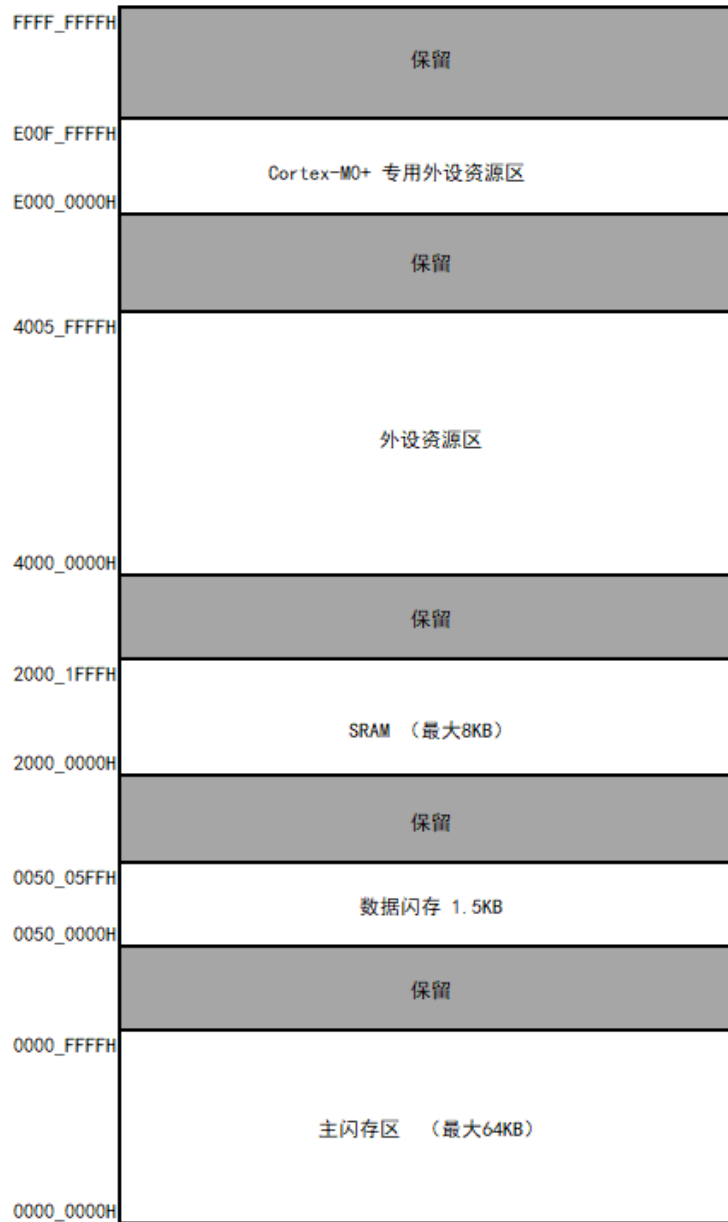 FFFF_FFFFH
保留
E00F_FFFFH
Cortex-M0+ 专用外设资源区
E000_0000H
保留
4005_FFFFH
外设资源区
4000_0000H
保留
2000_1FFFH
SRAM （最大8KB）
2000_0000H
保留
0050_05FFH
数据闪存 1.5KB
0050_0000H
保留
0000_FFFFH
主闪存区 （最大64KB）
0000_0000H